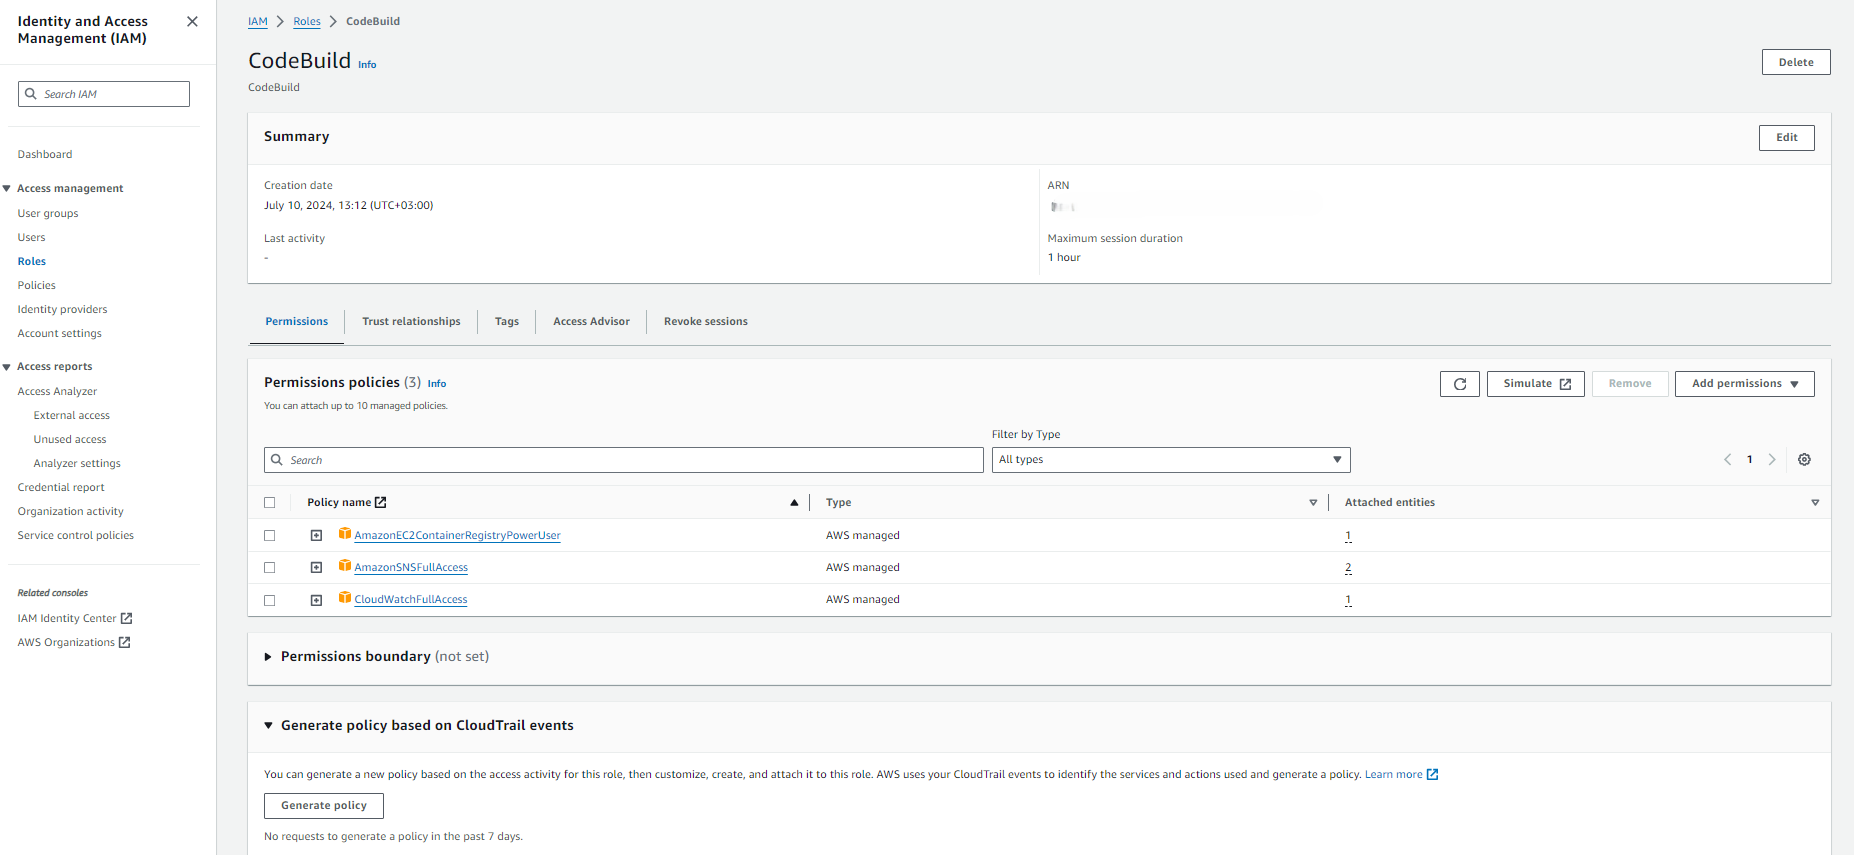 Identity and Access Management (IAM)
Search IAM
Dashboard
Access management
User groups
Users
Roles
Policies
Identity providers
Account settings
Access reports
Access Analyzer
External access
Unused access
Analyzer settings
Credential report
Organization activity
Service control policies
Related consoles
IAM Identity Center
AWS Organizations
IAM > Roles > CodeBuild
CodeBuild Info
Delete
CodeBuild
Summary
Edit
Creation date
July 10, 2024, 13:12 (UTC+03:00)
ARN
Last activity
-
Maximum session duration
1 hour
Permissions Trust relationships Tags Access Advisor Revoke sessions
Permissions policies (3) Info
You can attach up to 10 managed policies.
Simulate Remove Add permissions
Filter by Type
Search
All types
1
Policy name Type Attached entities
AmazonEC2ContainerRegistryPowerUser AWS managed 1
AmazonSNSFullAccess AWS managed 2
CloudWatchFullAccess AWS managed 1
Permissions boundary (not set)
Generate policy based on CloudTrail events
You can generate a new policy based on the access activity for this role, then customize, create, and attach it to this role. AWS uses your CloudTrail events to identify the services and actions used and generate a policy. Learn more
Generate policy
No requests to generate a policy in the past 7 days.